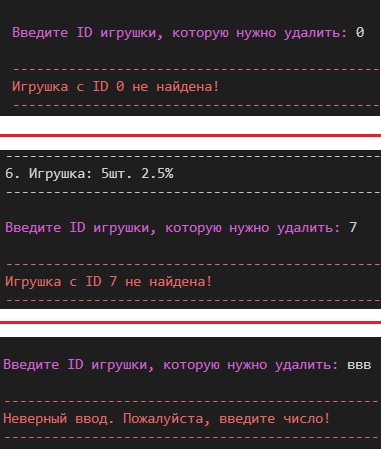 Введите ID игрушки, которую нужно удалить: 0
Игрушка с ID 0 не найдена!
6. Игрушка: 5шт. 2.5%
Введите ID игрушки, которую нужно удалить: 7
Игрушка с ID 7 не найдена!
Введите ID игрушки, которую нужно удалить: ввв
Неверный ввод. Пожалуйста, введите число!